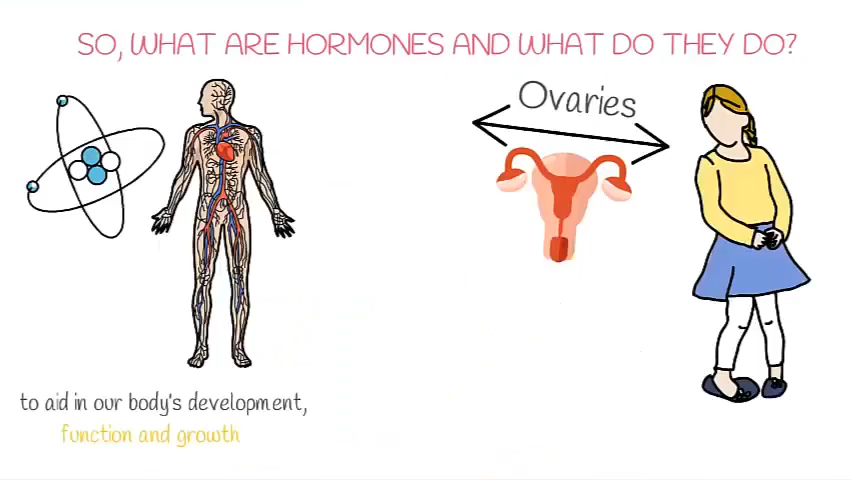 SO, WHAT ARE HORMONES AND WHAT DO THEY DO?
Ovaries
to aid in our body's development,
function and growth